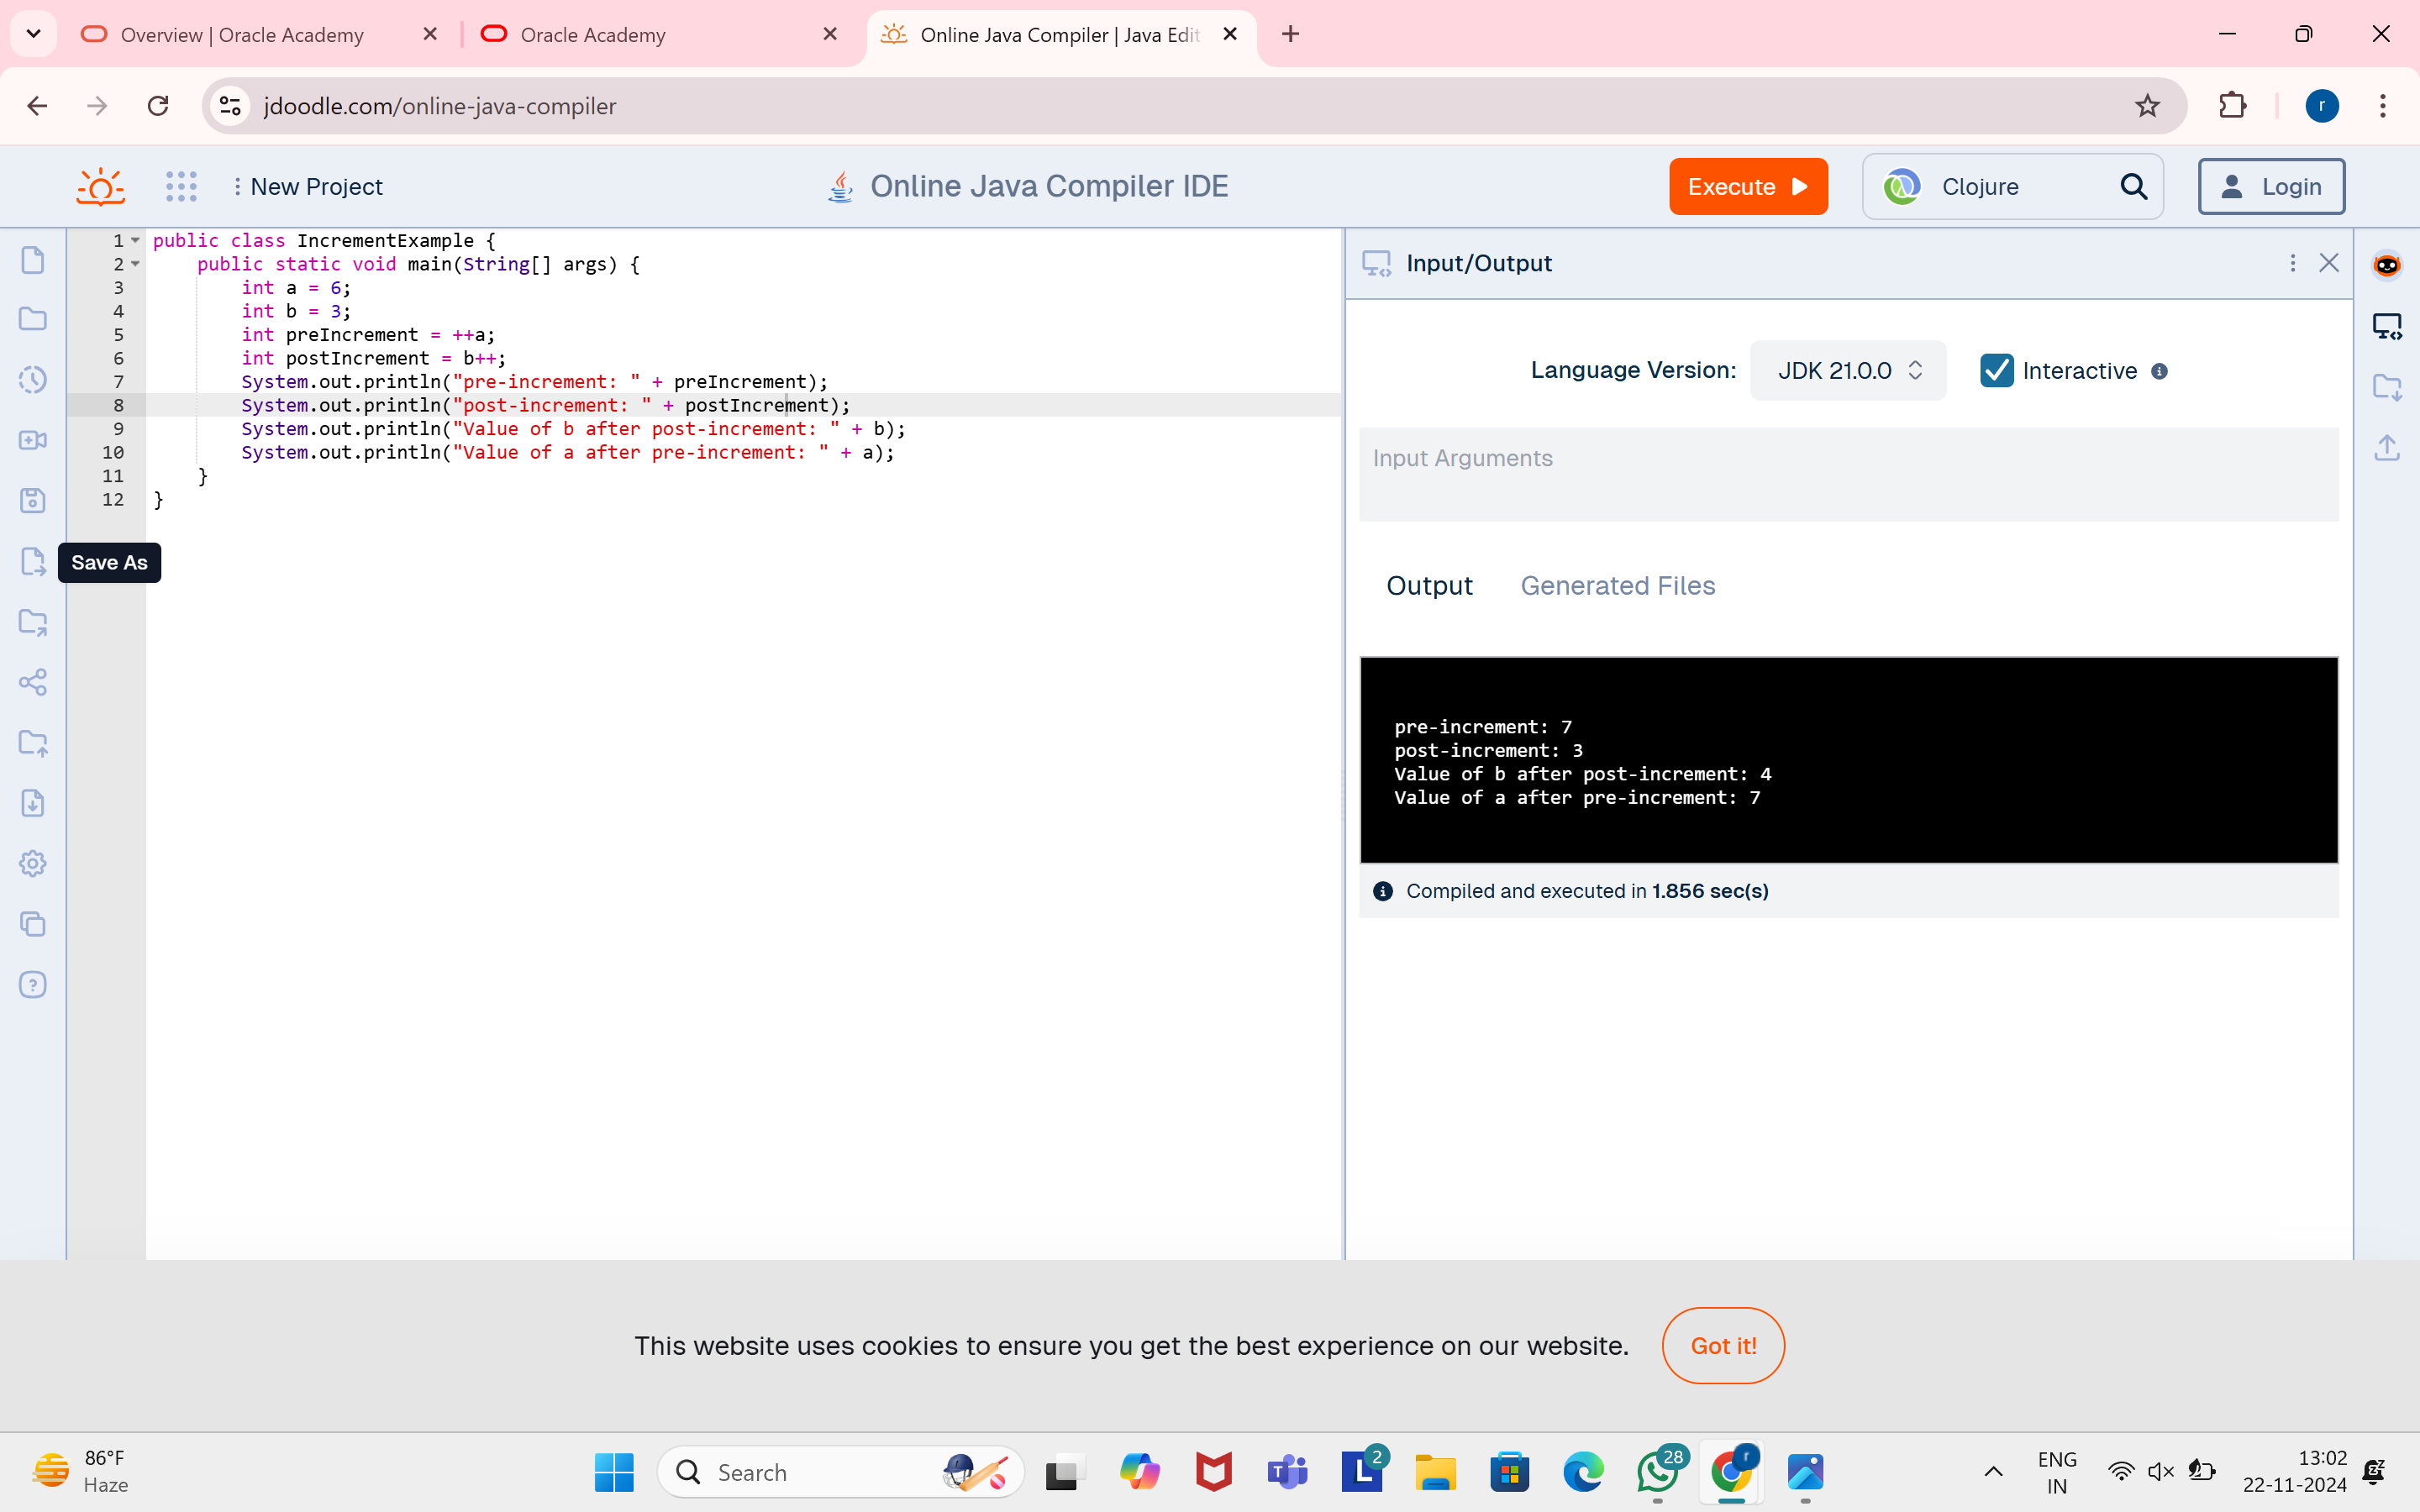 Overview | Oracle Academy
Oracle Academy
Online Java Compiler | Java Edit
jdoodle.com/online-java-compiler
r
New Project
Online Java Compiler IDE
Execute
Clojure
Login
1 public class IncrementExample {
2     public static void main(String[] args) {
3         int a = 6;
4         int b = 3;
5         int preIncrement = ++a;
6         int postIncrement = b++;
7         System.out.println("pre-increment: " + preIncrement);
8         System.out.println("post-increment: " + postIncrement);
9         System.out.println("Value of b after post-increment: " + b);
10         System.out.println("Value of a after pre-increment: " + a);
11     }
12 }
Save As
Input/Output
Language Version: JDK 21.0.0 Interactive
Input Arguments
Output Generated Files
pre-increment: 7
post-increment: 3
Value of b after post-increment: 4
Value of a after pre-increment: 7
Compiled and executed in 1.856 sec(s)
This website uses cookies to ensure you get the best experience on our website. Got it!
86°F
Haze
Search
T
L
2
28
r
ENG
IN
13:02
22-11-2024